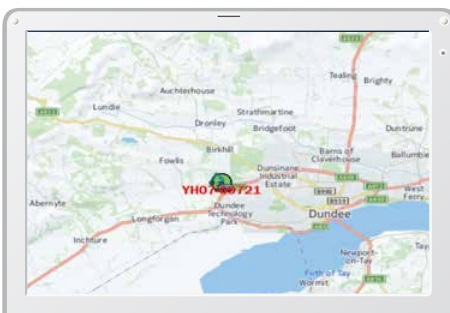 Tealing
Brighty
Auchterhouse
Lundie
Strathmartine
Dronley
Bridgefoot
Duntrune
Birkhill
Barns of
Claverhouse
Ballumbie
Fowlis
Dunsinane
Industrial
Estate
West
Ferry
Abernyte
Dundee
Technology
Park
Dundee
Longforgan
Inchture
Newport-
on-Tay
Tay
Firth of Tay
Wormit